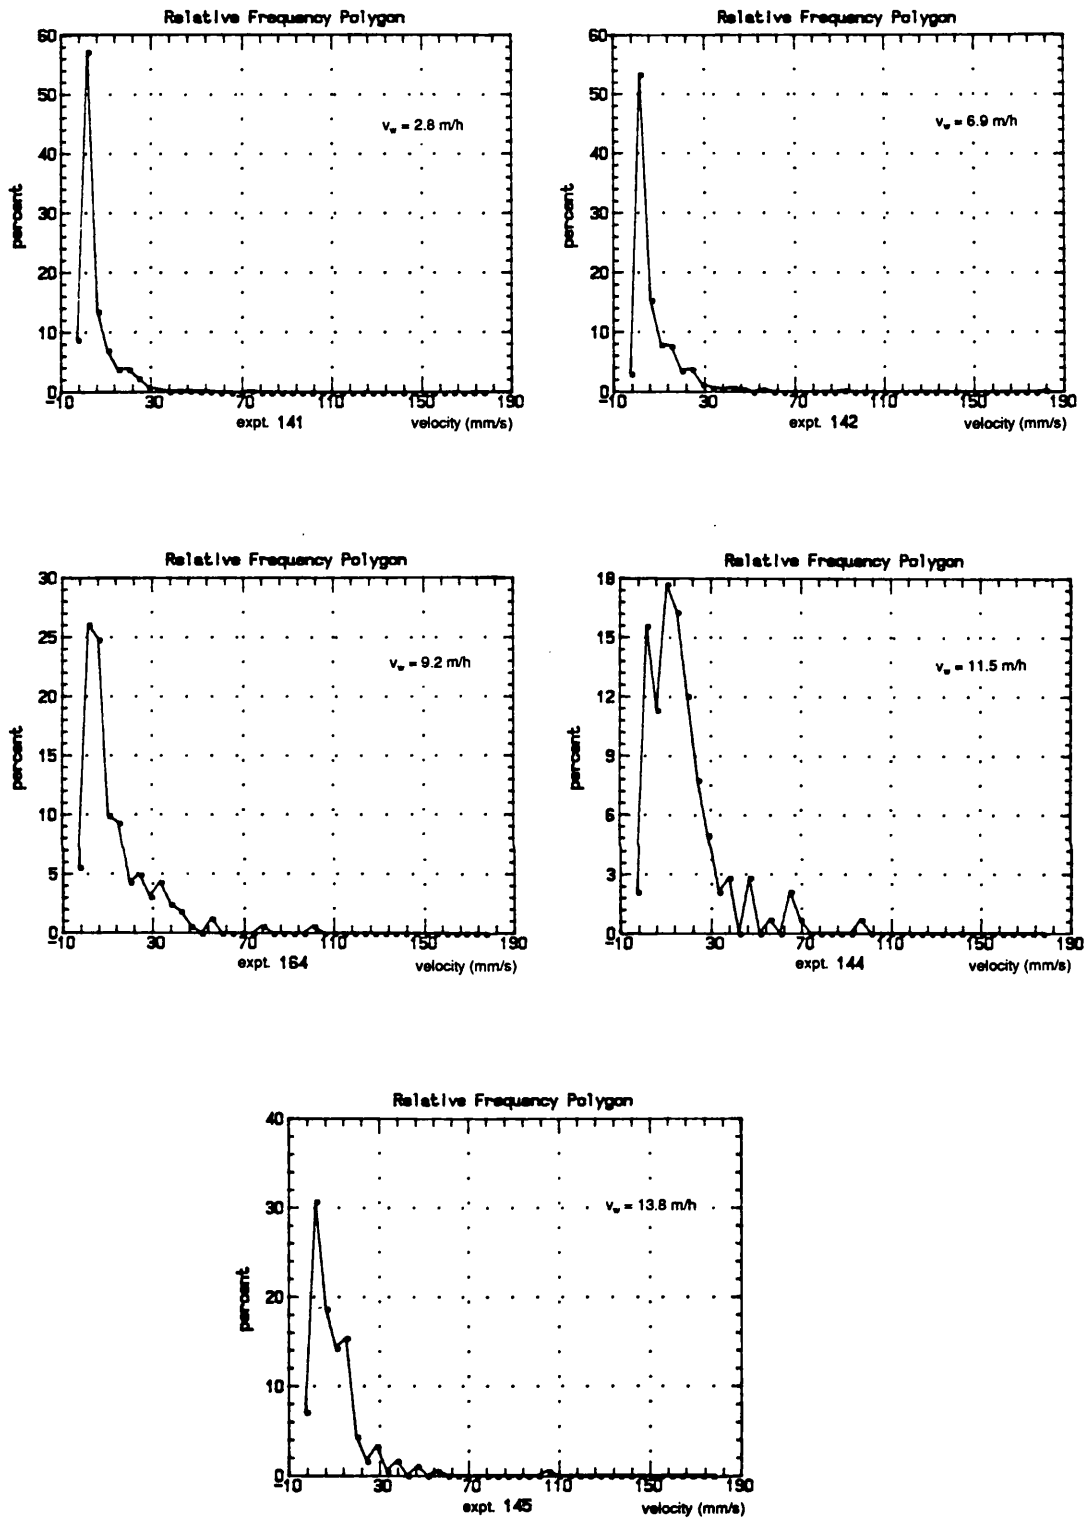 Relative Frequency Polygon
60
50
40
30
20
10
0
percent
v_w = 2.8 m/h
-10 30 70 110 150 190
expt. 141 velocity (mm/s)
Relative Frequency Polygon
60
50
40
30
20
10
0
percent
v_w = 6.9 m/h
-10 30 70 110 150 190
expt. 142 velocity (mm/s)
Relative Frequency Polygon
30
25
20
15
10
5
0
percent
v_w = 9.2 m/h
-10 30 70 110 150 190
expt. 164 velocity (mm/s)
Relative Frequency Polygon
18
15
12
9
6
3
0
percent
v_w = 11.5 m/h
-10 30 70 110 150 190
expt. 144 velocity (mm/s)
Relative Frequency Polygon
40
30
20
10
0
percent
v_w = 13.8 m/h
-10 30 70 110 150 190
expt. 145 velocity (mm/s)